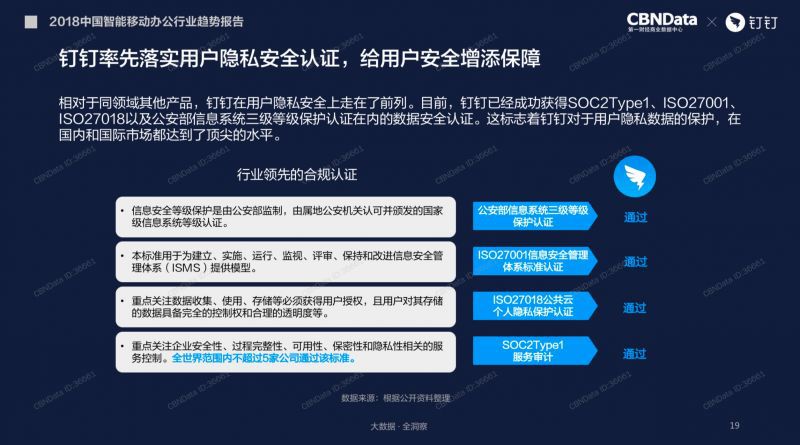 2018中国智能移动办公行业趋势报告
CBNData
第一财经商业数据中心
×
钉钉
钉钉率先落实用户隐私安全认证，给用户安全增添保障
相对于同领域其他产品，钉钉在用户隐私安全上走在了前列。目前，钉钉已经成功获得SOC2Type1、ISO27001、
ISO27018以及公安部信息系统三级等级保护认证在内的数据安全认证。这标志着钉钉对于用户隐私数据的保护，在
国内和国际市场都达到了顶尖的水平。
行业领先的合规认证
• 信息安全等级保护是由公安部监制，由属地公安机关认可并颁发的国家
级信息系统等级认证。
公安部信息系统三级等级
保护认证
通过
• 本标准用于为建立、实施、运行、监视、评审、保持和改进信息安全管
理体系（ISMS）提供模型。
ISO27001信息安全管理
体系标准认证
通过
• 重点关注数据收集、使用、存储等必须获得用户授权，且用户对其存储
的数据具备完全的控制权和合理的透明度等。
ISO27018公共云
个人隐私保护认证
通过
• 重点关注企业安全性、过程完整性、可用性、保密性和隐私性相关的服
务控制。全世界范围内不超过5家公司通过该标准。
SOC2Type1
服务审计
通过
数据来源：根据公开资料整理
大数据·全洞察
19
CBNData ID:36661